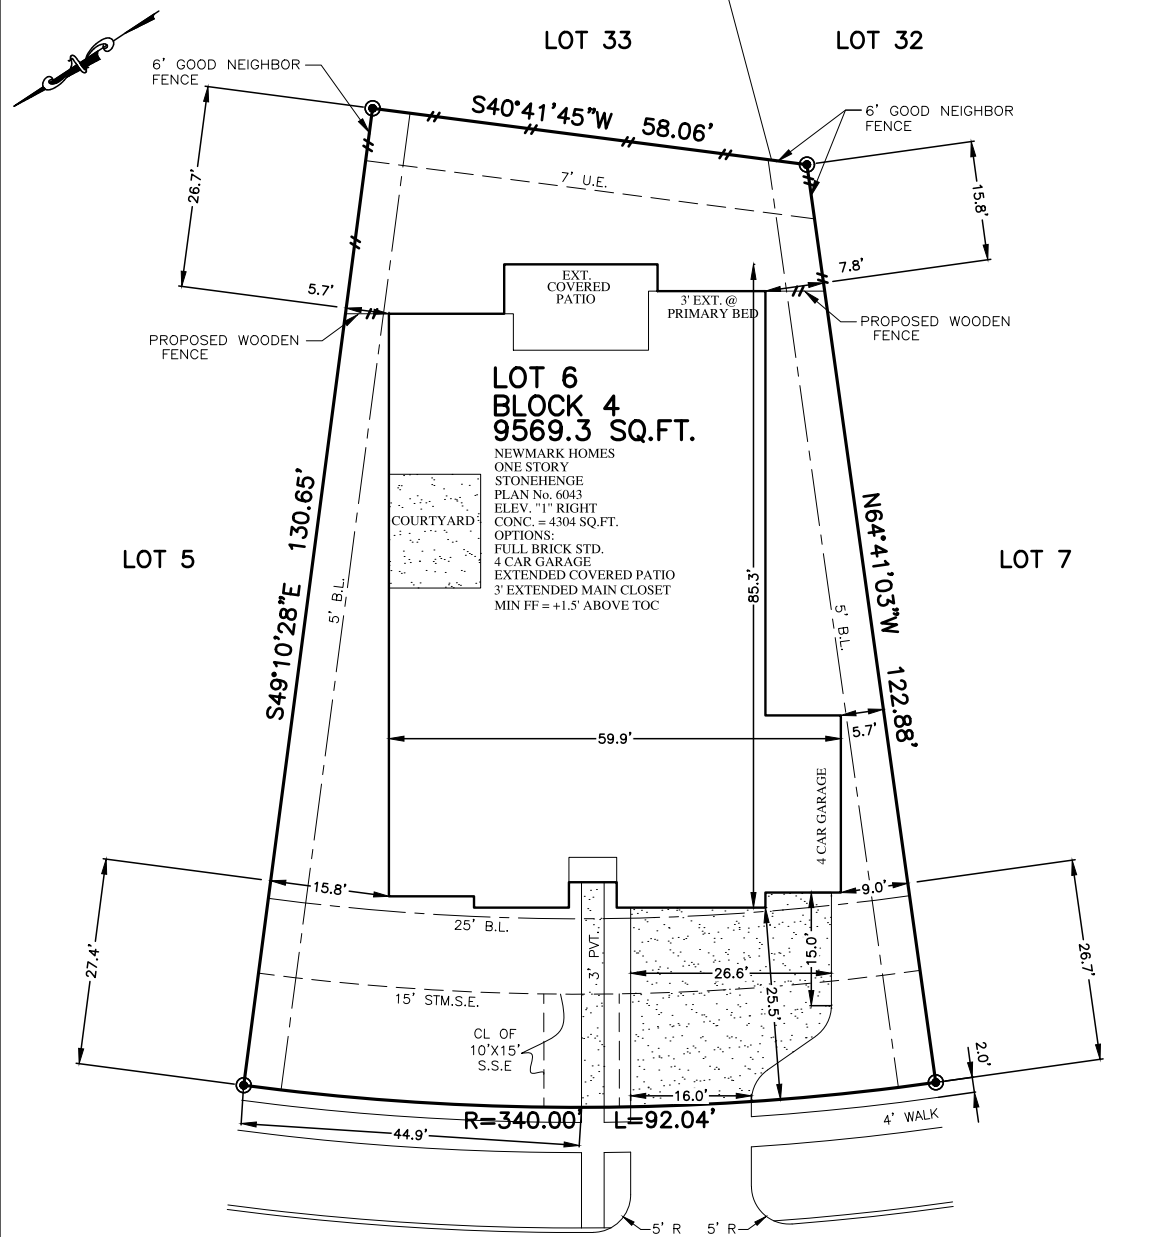 LOT 33
LOT 32
6' GOOD NEIGHBOR
FENCE
S40°41'45"W 58.06'
6' GOOD NEIGHBOR
FENCE
7' U.E.
26.7'
15.8'
5.7'
7.8'
EXT.
COVERED
PATIO
3' EXT. @
PRIMARY BED
PROPOSED WOODEN
FENCE
PROPOSED WOODEN
FENCE
LOT 6
BLOCK 4
9569.3 SQ.FT.
NEWMARK HOMES
ONE STORY
STONEHENGE
PLAN No. 6043
ELEV. "1" RIGHT
CONC. = 4304 SQ.FT.
OPTIONS:
FULL BRICK STD.
4 CAR GARAGE
EXTENDED COVERED PATIO
3' EXTENDED MAIN CLOSET
MIN FF = +1.5' ABOVE TOC
COURTYARD
LOT 5
LOT 7
S49°10'28"E 130.65'
N64°41'03"W 122.88'
5' B.L.
5' B.L.
85.3'
59.9'
5.7'
4 CAR GARAGE
15.8'
9.0'
25' B.L.
27.4'
26.7'
3' PVT.
15.0'
26.6'
25.5'
15' STM.S.E.
CL OF
10'X15'
S.S.E
2.0'
16.0'
R=340.00' L=92.04'
4' WALK
44.9'
5' R
5' R